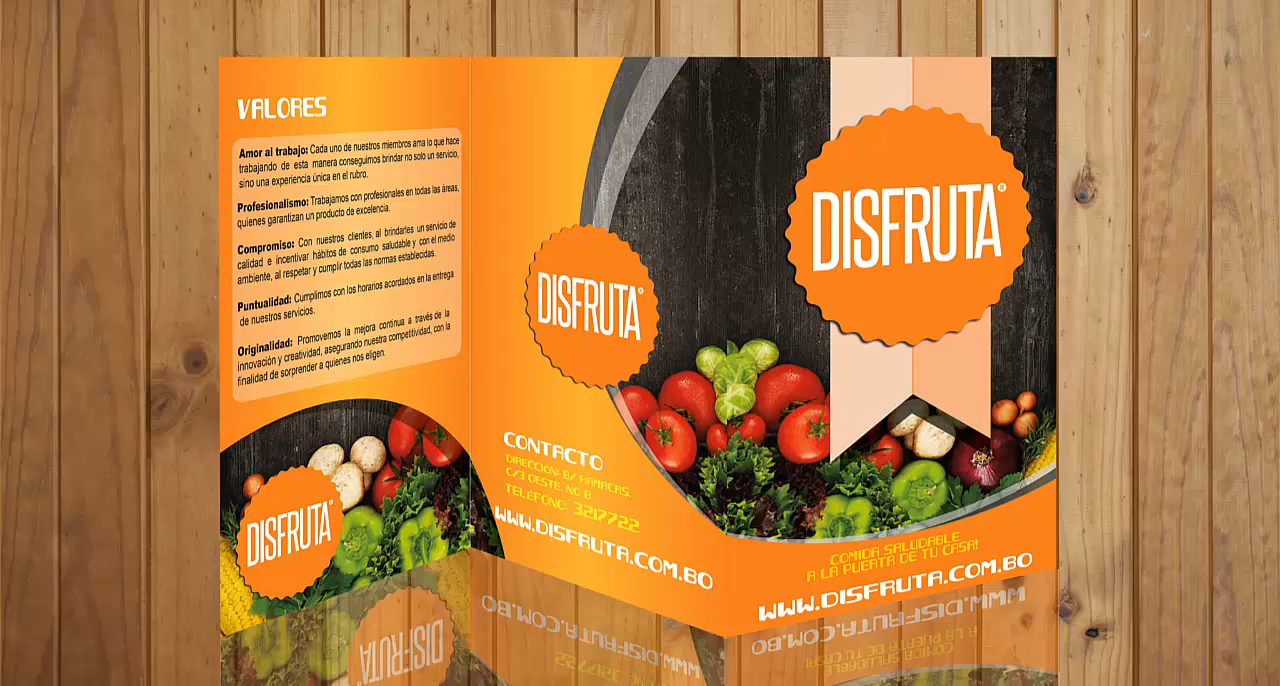 VALORES
Amor al trabajo: Cada uno de nuestros miembros ama lo que hace
trabajando de esta manera conseguimos brindar no solo un servicio,
sino una experiencia única en el rubro.
Profesionalismo: Trabajamos con profesionales en todas las áreas,
quienes garantizan un producto de excelencia.
Compromiso: Con nuestros clientes, al brindarles un servicio de
calidad e incentivar hábitos de consumo saludable y con el medio
ambiente, al respetar y cumplir todas las normas establecidas.
Puntualidad: Cumplimos con los horarios acordados en la entrega
de nuestros servicios.
Originalidad: Promovemos la mejora continua a través de la
innovación y creatividad, asegurando nuestra competitividad, con la
finalidad de sorprender a quienes nos eligen.
DISFRUTA®
DISFRUTA®
CONTACTO
DIRECCIÓN: B/ HAMACAS.
C/3 OESTE. NO 8
TELÉFONO: 3217722
WWW.DISFRUTA.COM.BO
DISFRUTA®
COMIDA SALUDABLE
A LA PUERTA DE TU CASA!
WWW.DISFRUTA.COM.BO